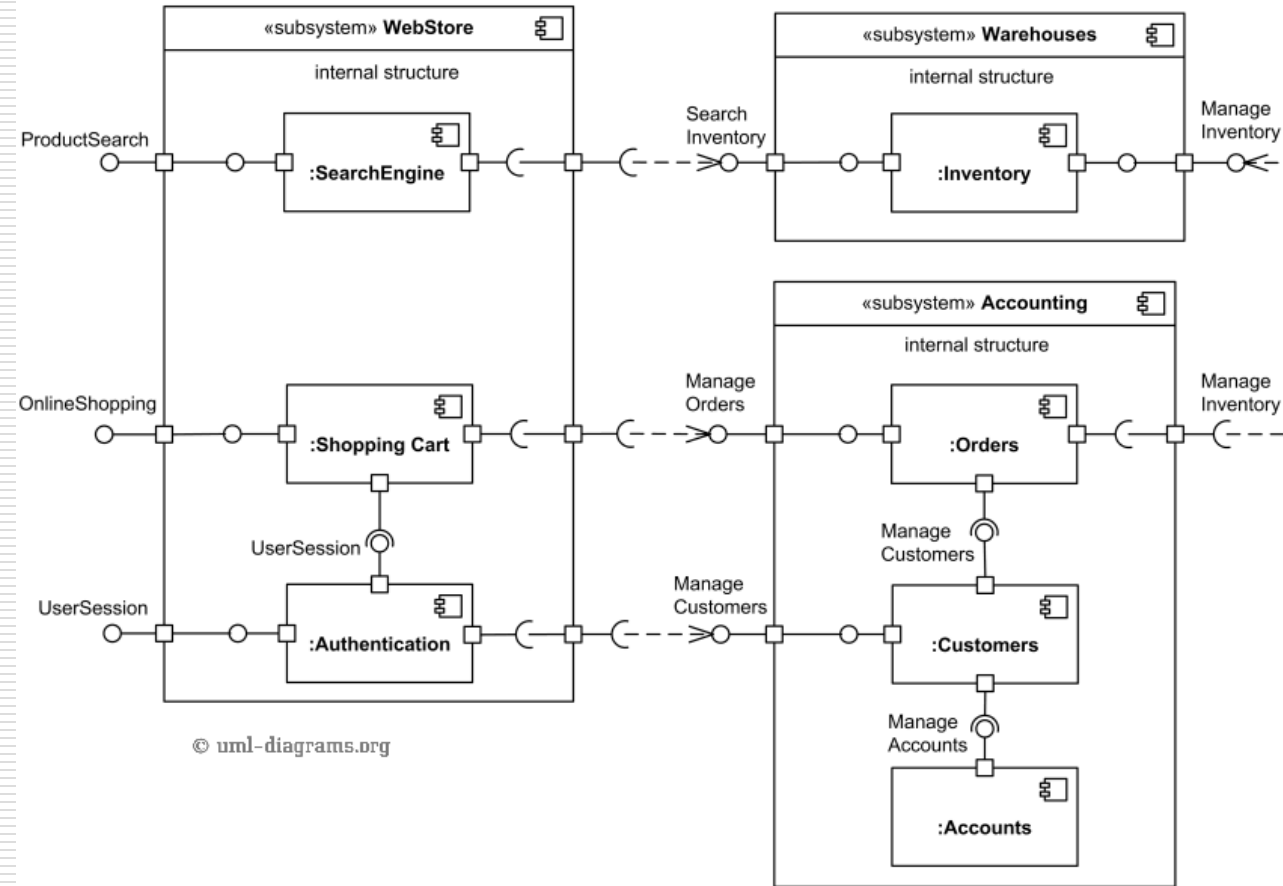 «subsystem» WebStore
internal structure
ProductSearch
:SearchEngine
OnlineShopping
:Shopping Cart
UserSession
UserSession
:Authentication
Search
Inventory
«subsystem» Warehouses
internal structure
:Inventory
Manage
Inventory
Manage
Orders
«subsystem» Accounting
internal structure
:Orders
Manage
Inventory
Manage
Customers
Manage
Customers
:Customers
Manage
Accounts
:Accounts
© uml-diagrams.org